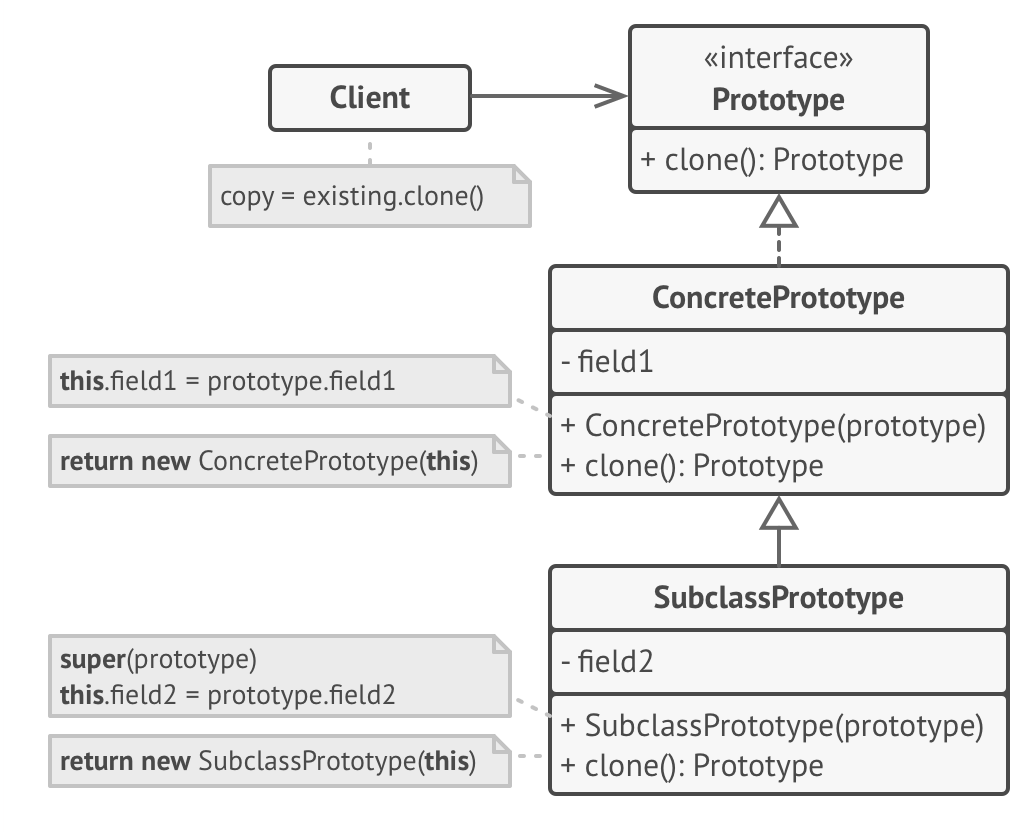 «interface»
Prototype
+ clone(): Prototype
Client
copy = existing.clone()
ConcretePrototype
- field1
+ ConcretePrototype(prototype)
+ clone(): Prototype
this.field1 = prototype.field1
return new ConcretePrototype(this)
SubclassPrototype
- field2
+ SubclassPrototype(prototype)
+ clone(): Prototype
super(prototype)
this.field2 = prototype.field2
return new SubclassPrototype(this)